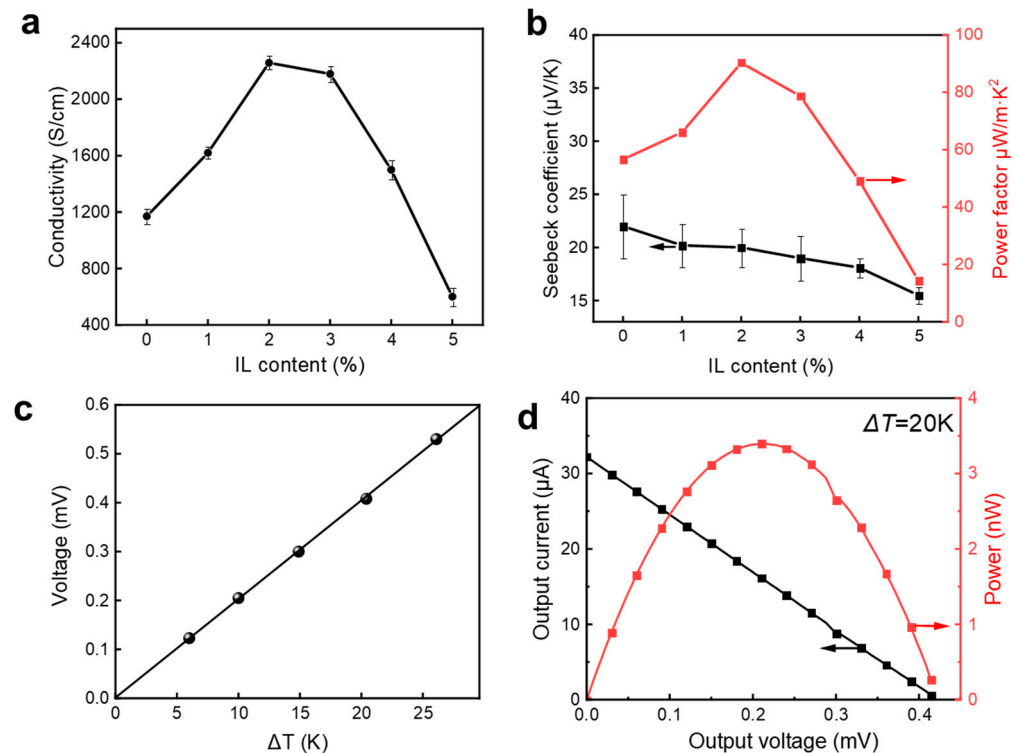 a
2400
2000
1600
1200
800
400
Conductivity (S/cm)
0 1 2 3 4 5
IL content (%)
b
40
35
30
25
20
15
Seebeck coefficient (μV/K)
100
80
60
40
20
0
Power factor μW/m·K²
0 1 2 3 4 5
IL content (%)
c
0.6
0.5
0.4
0.3
0.2
0.1
0.0
Voltage (mV)
0 5 10 15 20 25
ΔT (K)
d
ΔT=20K
40
30
20
10
0
Output current (μA)
4
3
2
1
0
Power (nW)
0.0 0.1 0.2 0.3 0.4
Output voltage (mV)